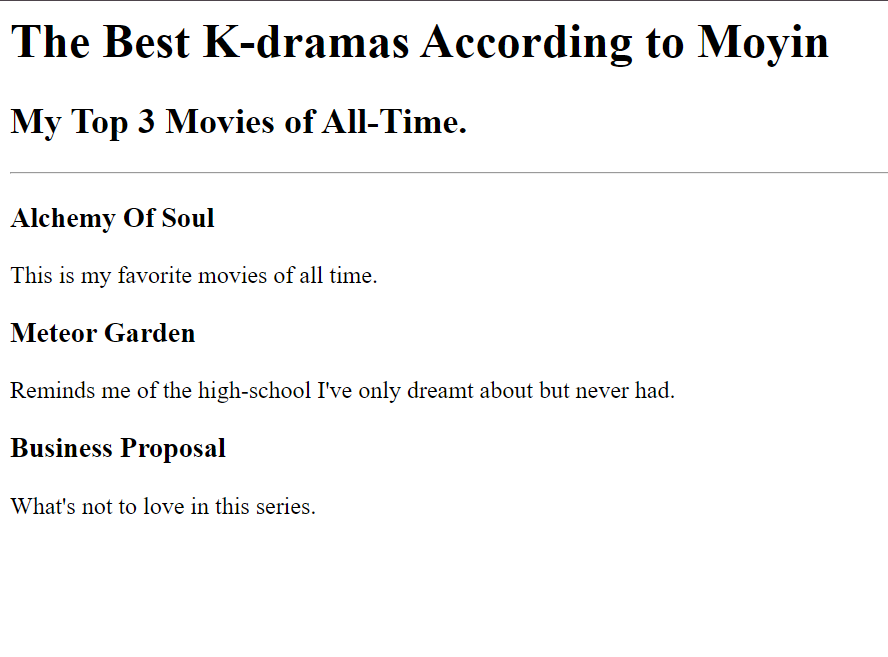 The Best K-dramas According to Moyin
My Top 3 Movies of All-Time.
Alchemy Of Soul
This is my favorite movies of all time.
Meteor Garden
Reminds me of the high-school I've only dreamt about but never had.
Business Proposal
What's not to love in this series.